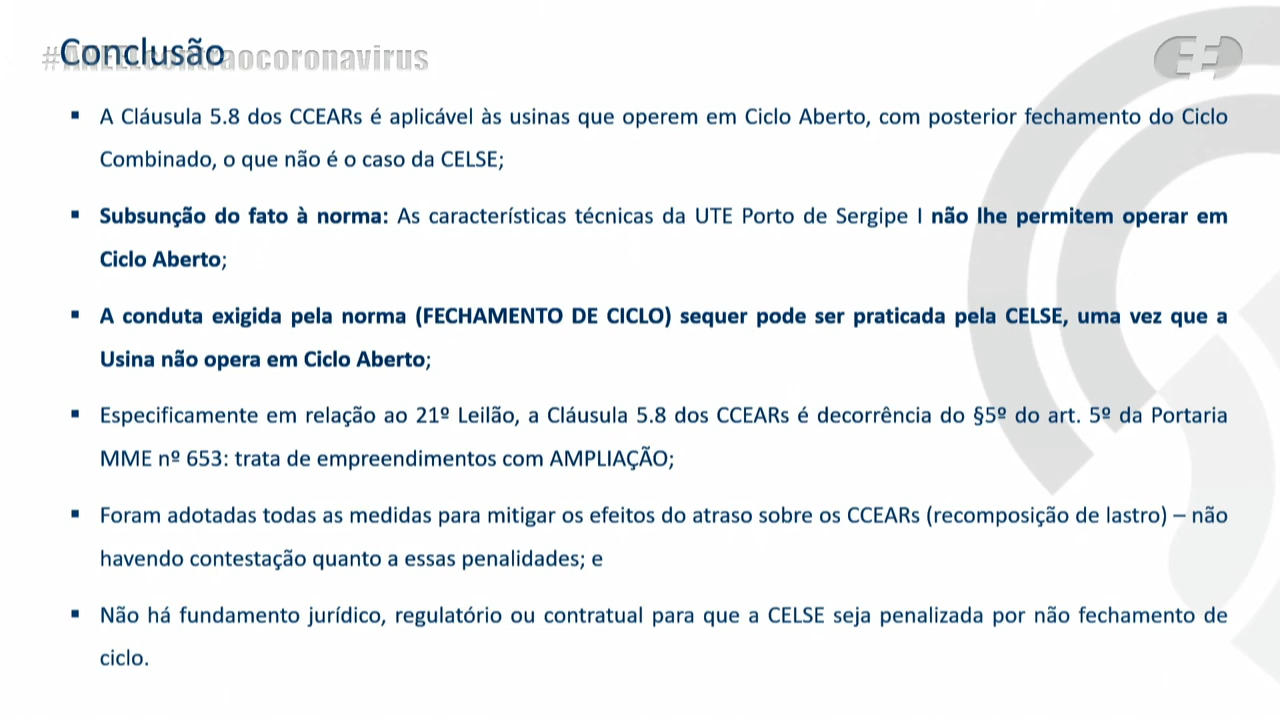 Conclusão
#ANEELcontraocoronavirus
▪ A Cláusula 5.8 dos CCEARs é aplicável às usinas que operem em Ciclo Aberto, com posterior fechamento do Ciclo
Combinado, o que não é o caso da CELSE;
▪ Subsunção do fato à norma: As características técnicas da UTE Porto de Sergipe I não lhe permitem operar em
Ciclo Aberto;
▪ A conduta exigida pela norma (FECHAMENTO DE CICLO) sequer pode ser praticada pela CELSE, uma vez que a
Usina não opera em Ciclo Aberto;
▪ Especificamente em relação ao 21º Leilão, a Cláusula 5.8 dos CCEARs é decorrência do §5º do art. 5º da Portaria
MME nº 653: trata de empreendimentos com AMPLIAÇÃO;
▪ Foram adotadas todas as medidas para mitigar os efeitos do atraso sobre os CCEARs (recomposição de lastro) – não
havendo contestação quanto a essas penalidades; e
▪ Não há fundamento jurídico, regulatório ou contratual para que a CELSE seja penalizada por não fechamento de
ciclo.